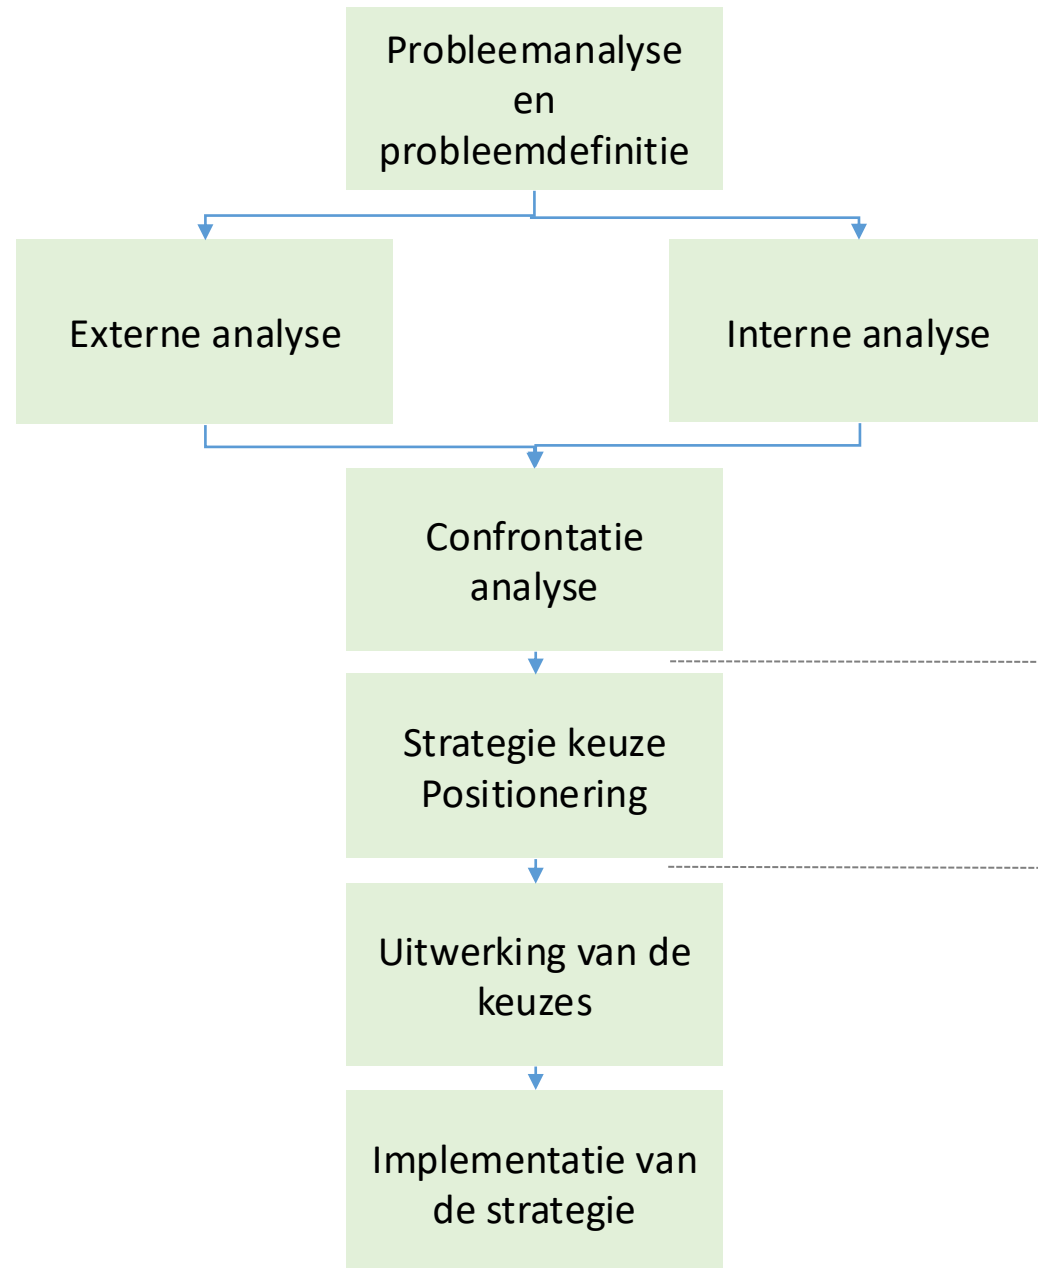 Probleemanalyse
en
probleemdefinitie
Externe analyse
Interne analyse
Confrontatie
analyse
Strategie keuze
Positionering
Uitwerking van de
keuzes
Implementatie van
de strategie